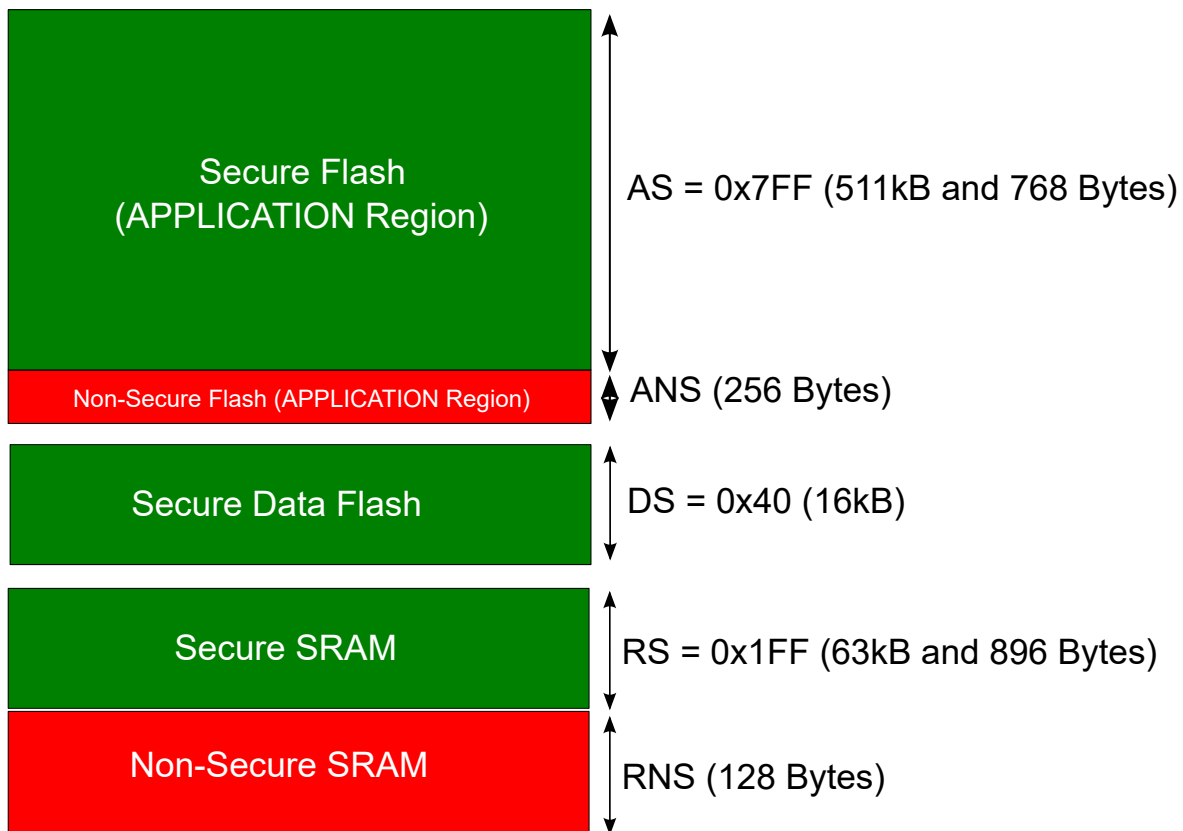 Secure Flash
(APPLICATION Region)
AS = 0x7FF (511kB and 768 Bytes)
Non-Secure Flash (APPLICATION Region)
ANS (256 Bytes)
Secure Data Flash
DS = 0x40 (16kB)
Secure SRAM
RS = 0x1FF (63kB and 896 Bytes)
Non-Secure SRAM
RNS (128 Bytes)